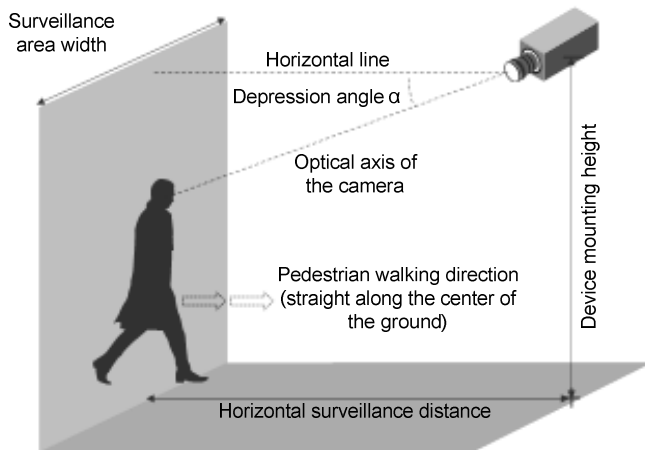 Surveillance
area width
Horizontal line
Depression angle α
Optical axis of
the camera
Device mounting height
Pedestrian walking direction
(straight along the center of
the ground)
Horizontal surveillance distance